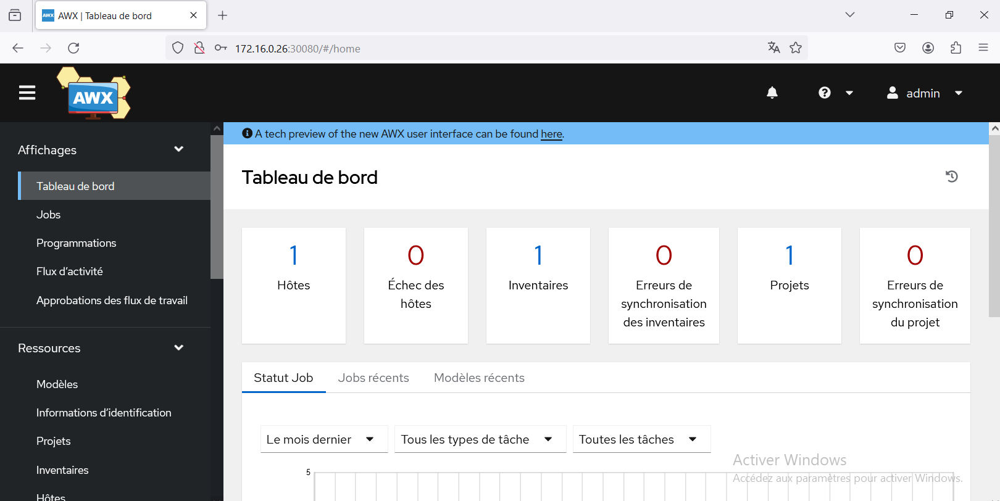 AWX | Tableau de bord
172.16.0.26:30080/#/home
AWX
admin
Affichages
Tableau de bord
Jobs
Programmations
Flux d’activité
Approbations des flux de travail
Ressources
Modèles
Informations d’identification
Projets
Inventaires
Hôtes
A tech preview of the new AWX user interface can be found here.
Tableau de bord
1
Hôtes
0
Échec des
hôtes
1
Inventaires
0
Erreurs de
synchronisation
des inventaires
1
Projets
0
Erreurs de
synchronisation
du projet
Statut Job
Jobs récents
Modèles récents
Le mois dernier
Tous les types de tâche
Toutes les tâches
5
Activer Windows
Accédez aux paramètres pour activer Windows.